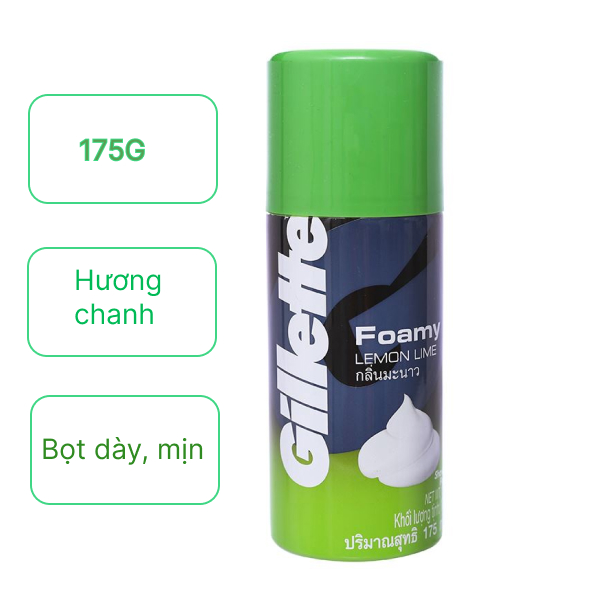 175G
Hương
chanh
Bọt dày, mịn
Gillette
Foamy
LEMON LIME
กลิ่นมะนาว
NET
Khối lượng
ปริมาณสุทธิ 175